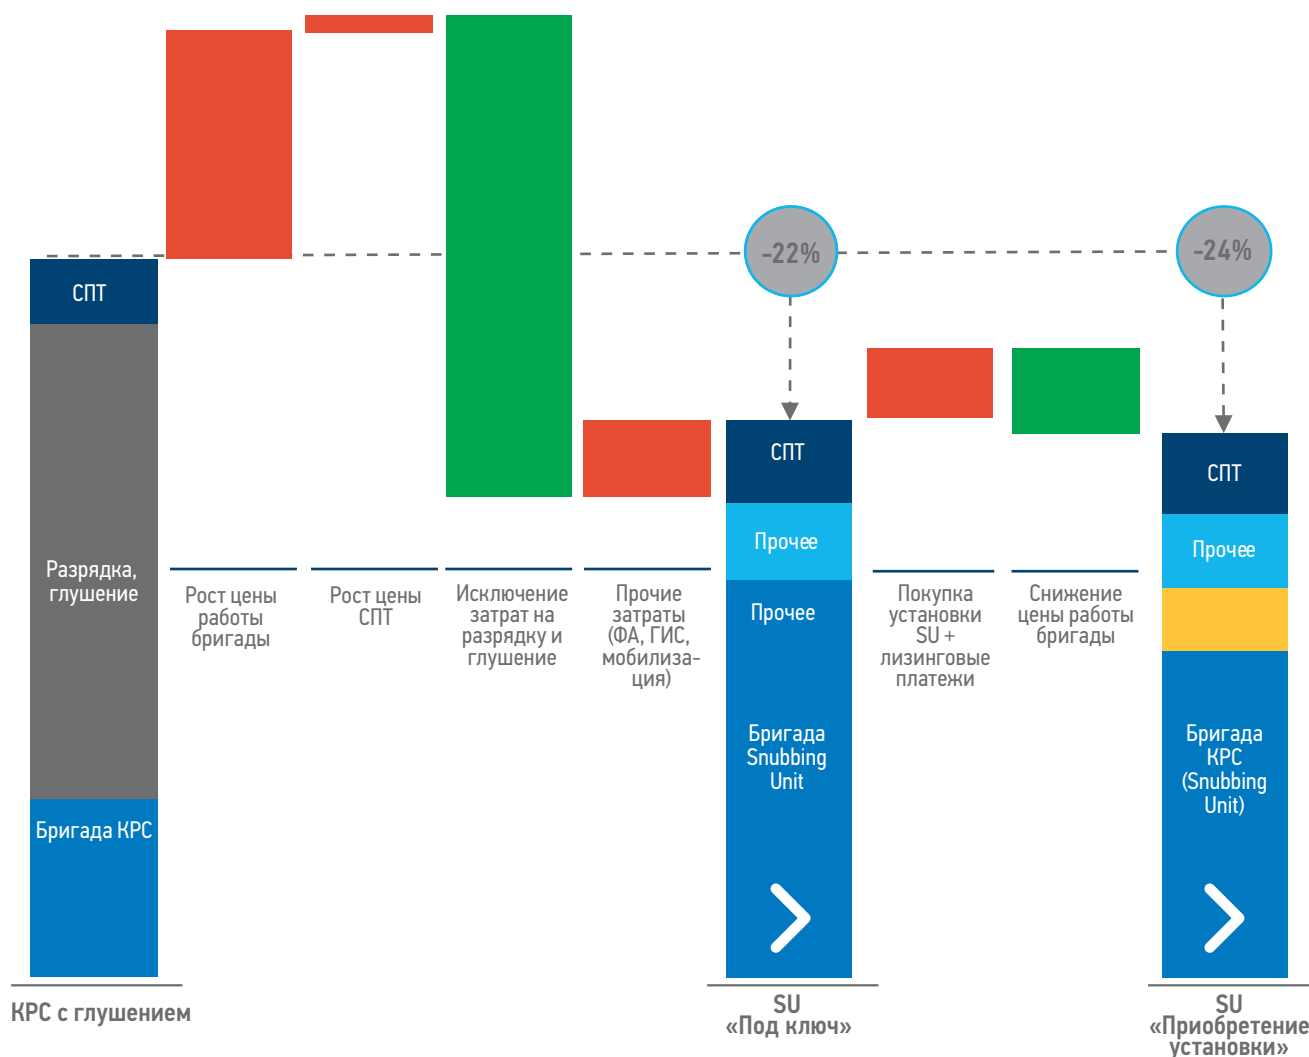 -22%
-24%
СПТ
Разрядка,
глушение
Бригада КРС
КРС с глушением
Рост цены
работы
бригады
Рост цены
СПТ
Исключение
затрат на
разрядку и
глушение
Прочие
затраты
(ФА, ГИС,
мобилиза-
ция)
СПТ
Прочее
Прочее
Бригада
Snubbing
Unit
SU
«Под ключ»
Покупка
установки
SU +
лизинговые
платежи
Снижение
цены работы
бригады
СПТ
Прочее
Бригада
КРС
(Snubbing
Unit)
SU
«Приобретение
установки»